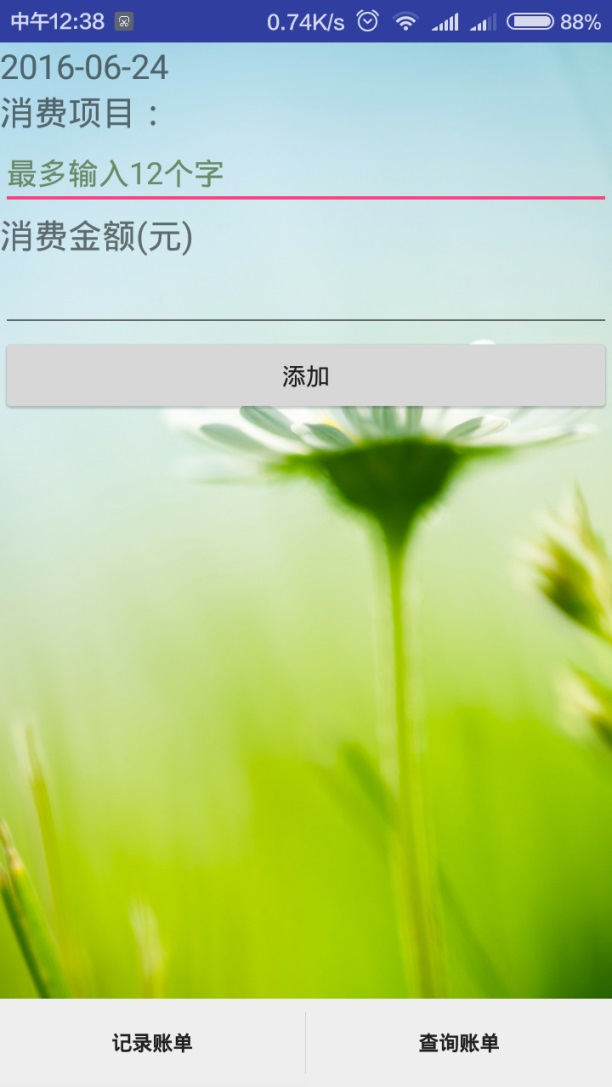 中午12:38 0.74K/s 88%
2016-06-24
消费项目：
最多输入12个字
消费金额(元)
添加
记录账单 查询账单